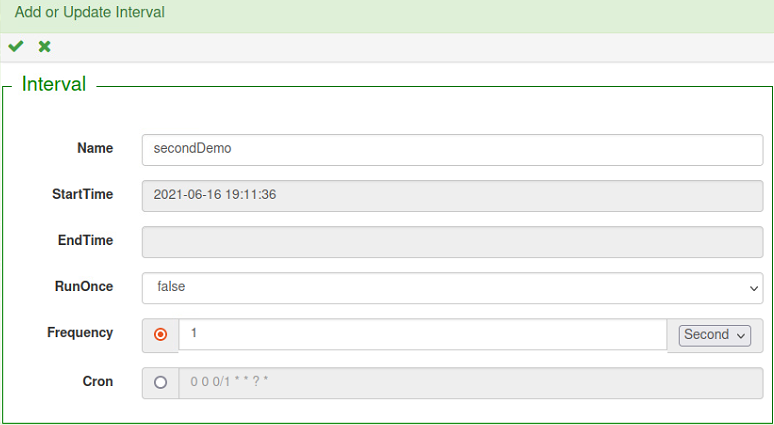 Add or Update Interval
Interval
Name secondDemo
StartTime 2021-06-16 19:11:36
EndTime
RunOnce false
Frequency 1 Second
Cron 0 0 0/1 * * ? *